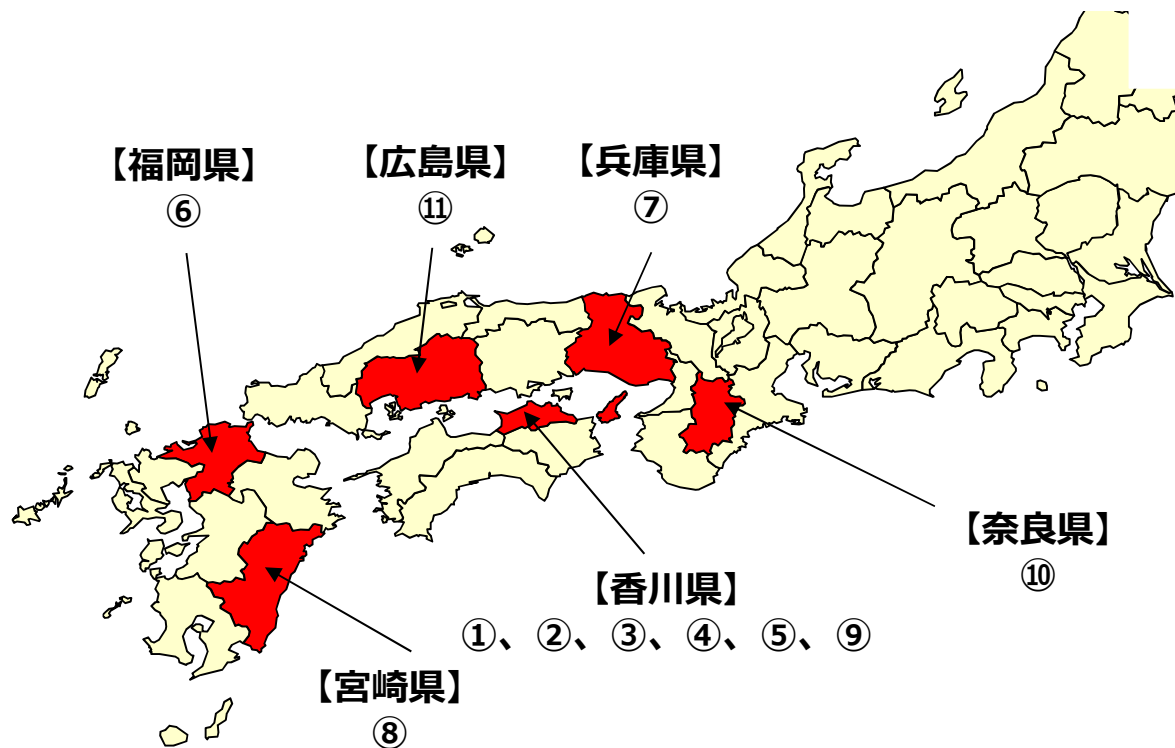 【福岡県】
⑥
【広島県】
⑪
【兵庫県】
⑦
【奈良県】
⑩
【香川県】
①、②、③、④、⑤、⑨
【宮崎県】
⑧